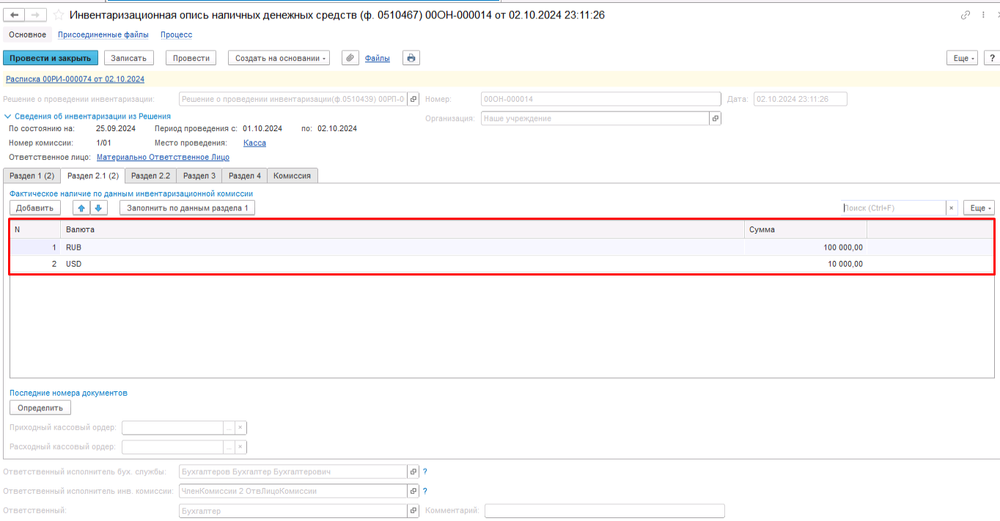 Инвентаризационная опись наличных денежных средств (ф. 0510467) 00ОН-000014 от 02.10.2024 23:11:26
Основное Присоединенные файлы Процесс
Провести и закрыть Записать Провести Создать на основании Файлы Еще ?
Расписка 00РИ-000074 от 02.10.2024
Решение о проведении инвентаризации: Решение о проведении инвентаризации(ф.0510439) 00РП-0 Номер: 00ОН-000014 Дата: 02.10.2024 23:11:26
Сведения об инвентаризации из Решения Организация: Наше учреждение
По состоянию на: 25.09.2024 Период проведения с: 01.10.2024 по: 02.10.2024
Номер комиссии: 1/01 Место проведения: Касса
Ответственное лицо: Материально Ответственное Лицо
Раздел 1 (2) Раздел 2.1 (2) Раздел 2.2 Раздел 3 Раздел 4 Комиссия
Фактическое наличие по данным инвентаризационной комиссии
Добавить Заполнить по данным раздела 1 Поиск (Ctrl+F) × Еще
N Валюта Сумма
1 RUB 100 000,00
2 USD 10 000,00
Последние номера документов
Определить
Приходный кассовый ордер: ... ×
Расходный кассовый ордер: ... ×
Ответственный исполнитель бух. службы: Бухгалтеров Бухгалтер Бухгалтерович ?
Ответственный исполнитель инв. комиссии: ЧленКомиссии 2 ОтвЛицоКомиссии ?
Ответственный: Бухгалтер Комментарий: